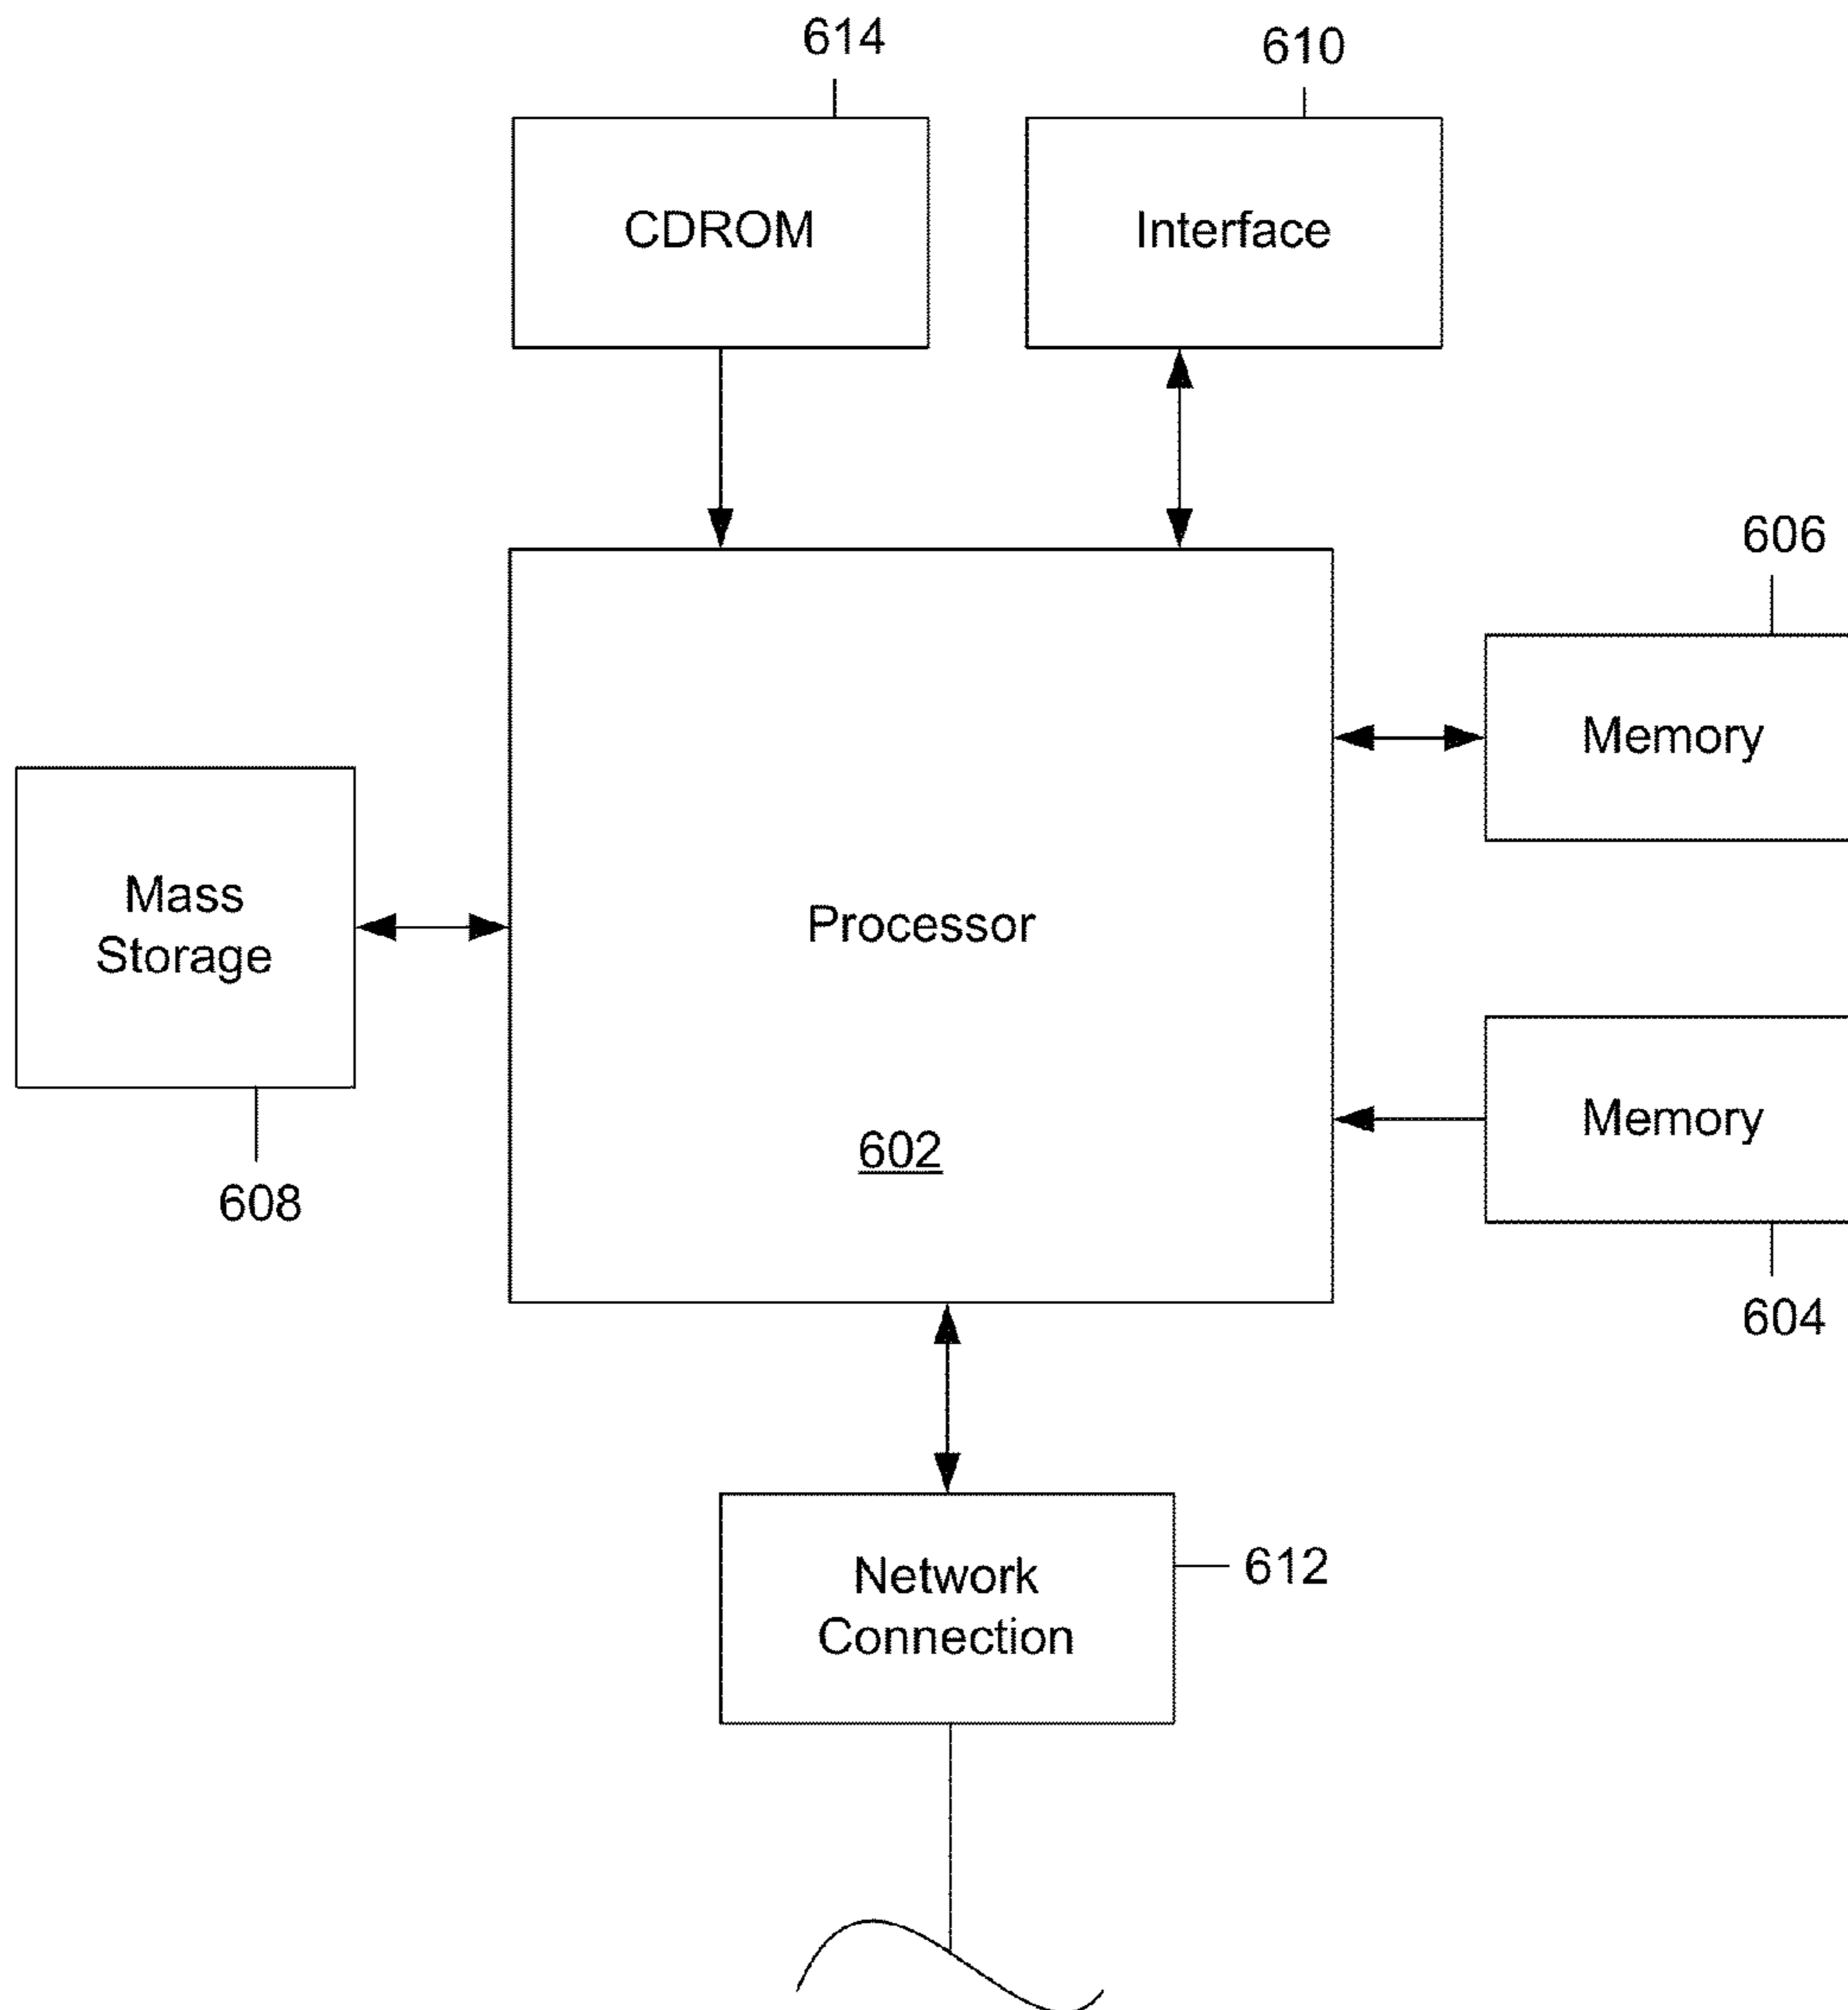 614
610
CDROM
Interface
606
Memory
Mass
Storage
Processor
Memory
602
608
604
Network
Connection
612